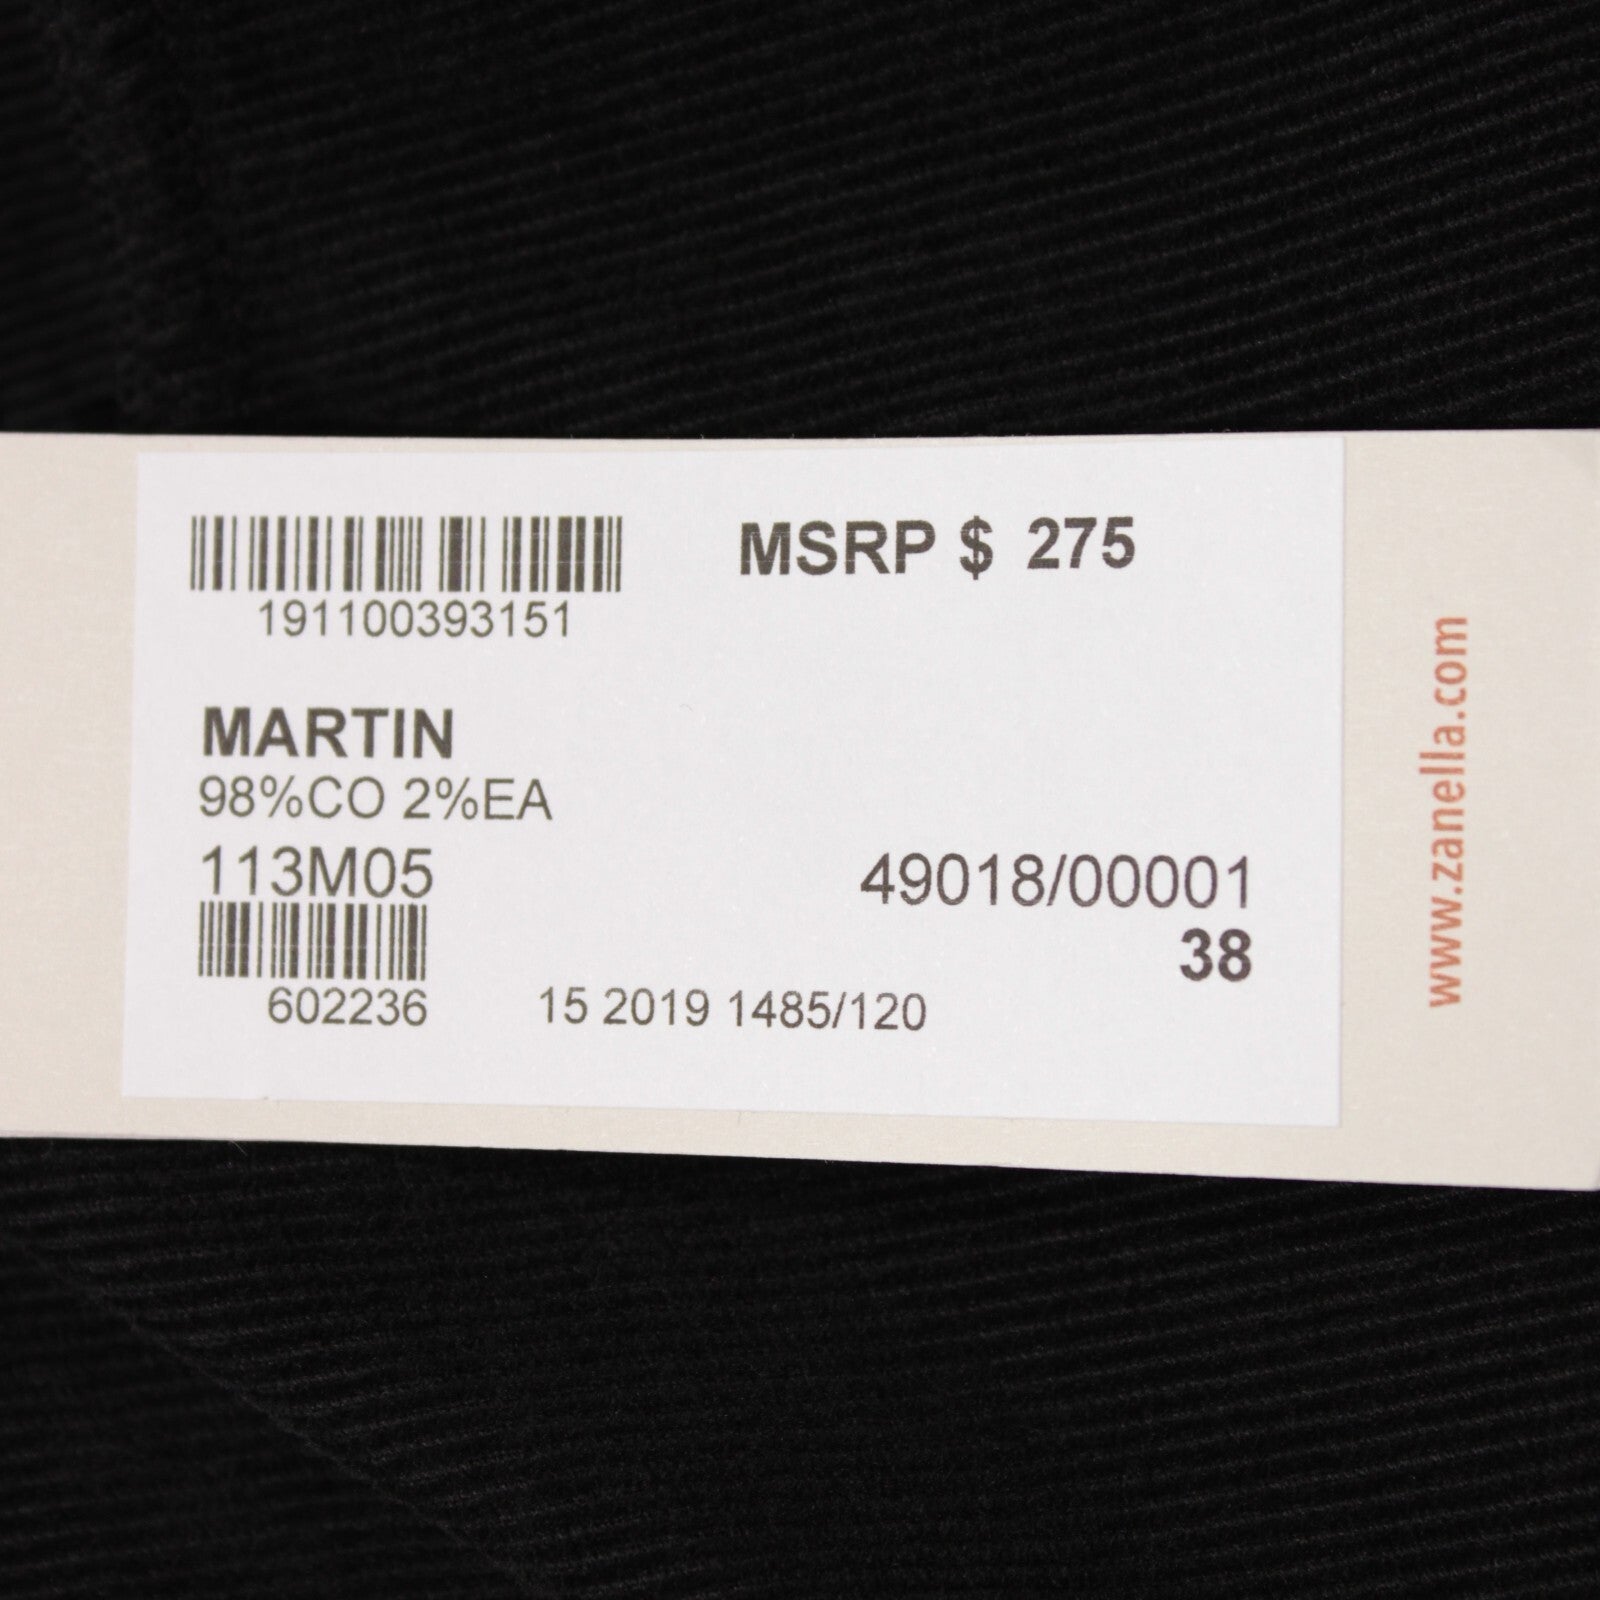 MSRP $ 275
191100393151
MARTIN
98%CO 2%EA
113M05
49018/00001
38
602236
15 2019 1485/120
www.zanella.com